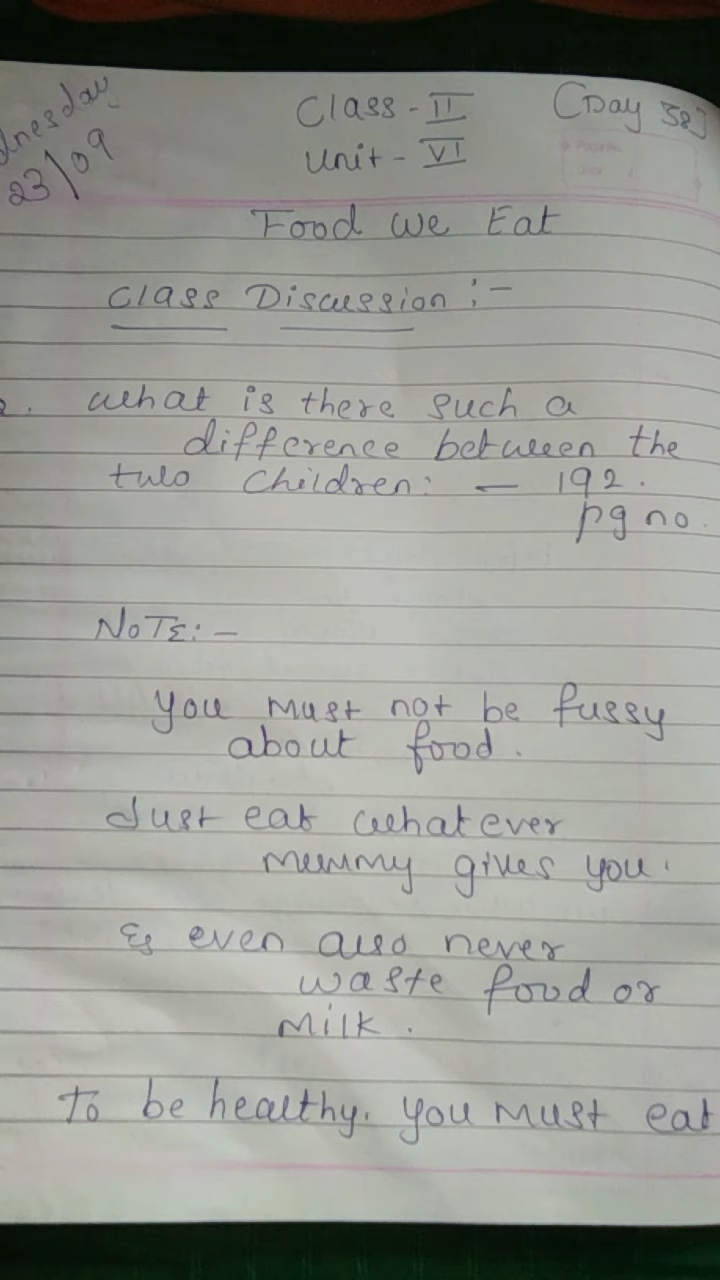 Class - II
(Day 38)
23/09
Unit - VI
Food We Eat
Class Discussion :-
what is there such a
difference between the
two children: - 192.
pg no.
NOTE: -
you must not be fussy
about food.
Just eat whatever
mummy gives you.
& even also never
waste food or
Milk.
To be healthy. you must eat